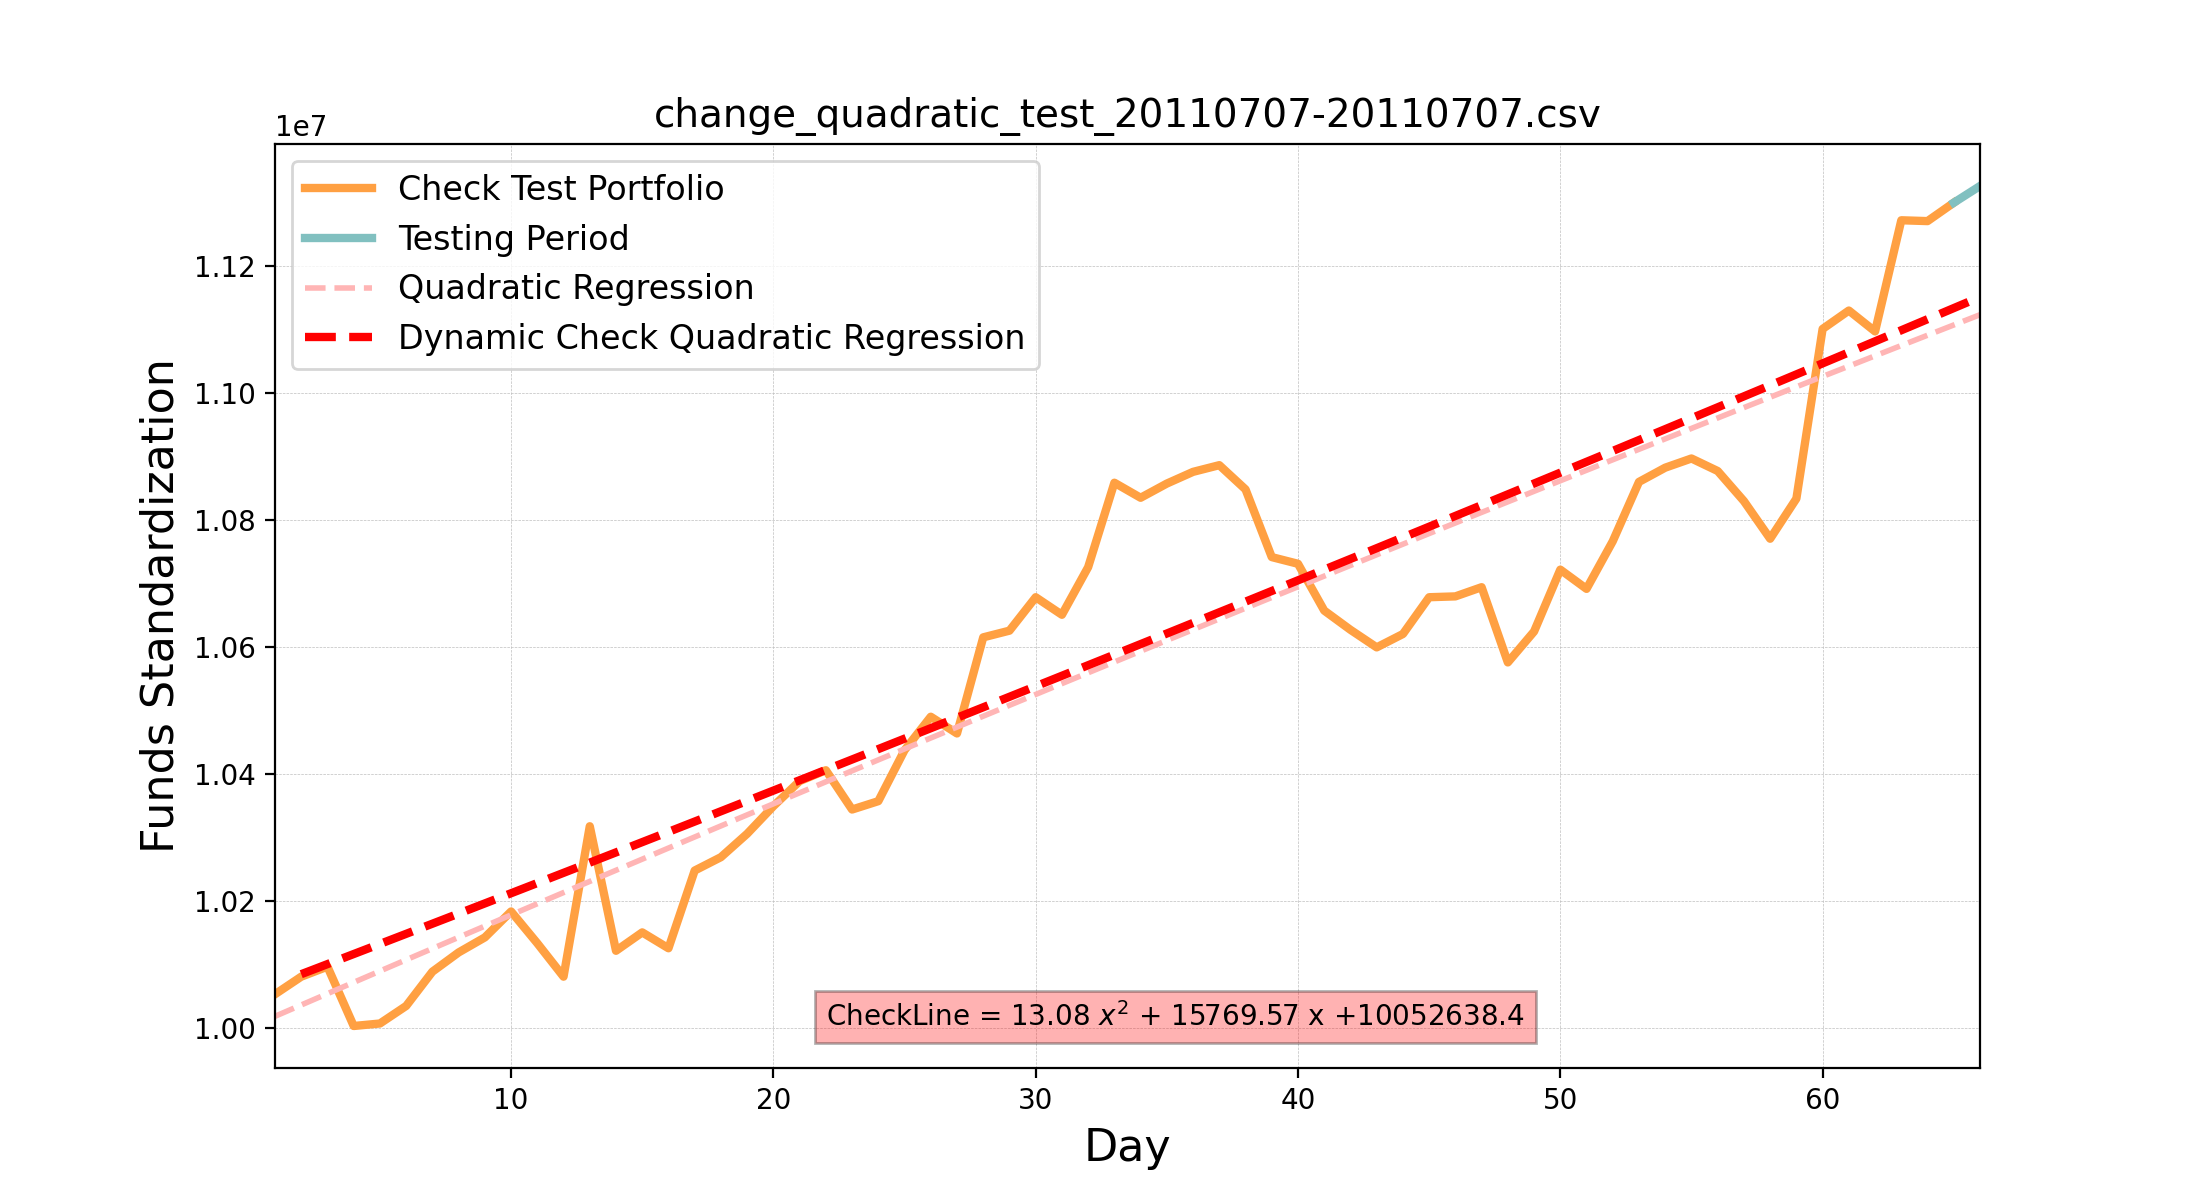 change_quadratic_test_20110707-20110707.csv
1e7
Check Test Portfolio
Testing Period
Quadratic Regression
Dynamic Check Quadratic Regression
Funds Standardization
1.12
1.10
1.08
1.06
1.04
1.02
1.00
CheckLine = 13.08 x² + 15769.57 x +10052638.4
10 20 30 40 50 60
Day